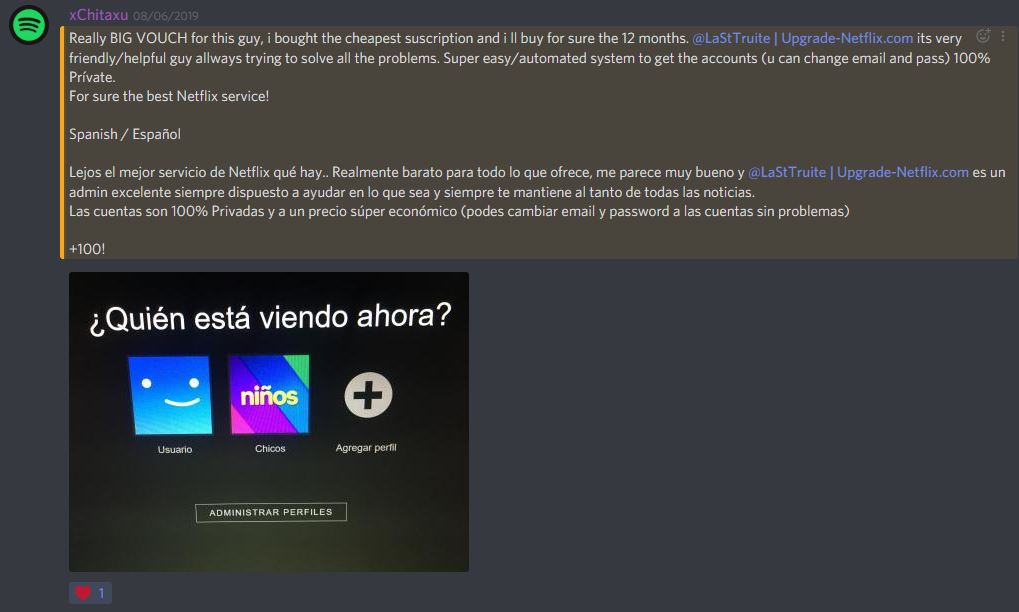 xChitaxu 08/06/2019
Really BIG VOUCH for this guy, i bought the cheapest suscription and i ll buy for sure the 12 months. @LaStTruite | Upgrade-Netflix.com its very
friendly/helpful guy allways trying to solve all the problems. Super easy/automated system to get the accounts (u can change email and pass) 100%
Prívate.
For sure the best Netflix service!
Spanish / Español
Lejos el mejor servicio de Netflix qué hay.. Realmente barato para todo lo que ofrece, me parece muy bueno y @LaStTruite | Upgrade-Netflix.com es un
admin excelente siempre dispuesto a ayudar en lo que sea y siempre te mantiene al tanto de todas las noticias.
Las cuentas son 100% Privadas y a un precio súper económico (podes cambiar email y password a las cuentas sin problemas)
+100!
¿Quién está viendo ahora?
niños
Usuario Chicos Agregar perfil
ADMINISTRAR PERFILES
1